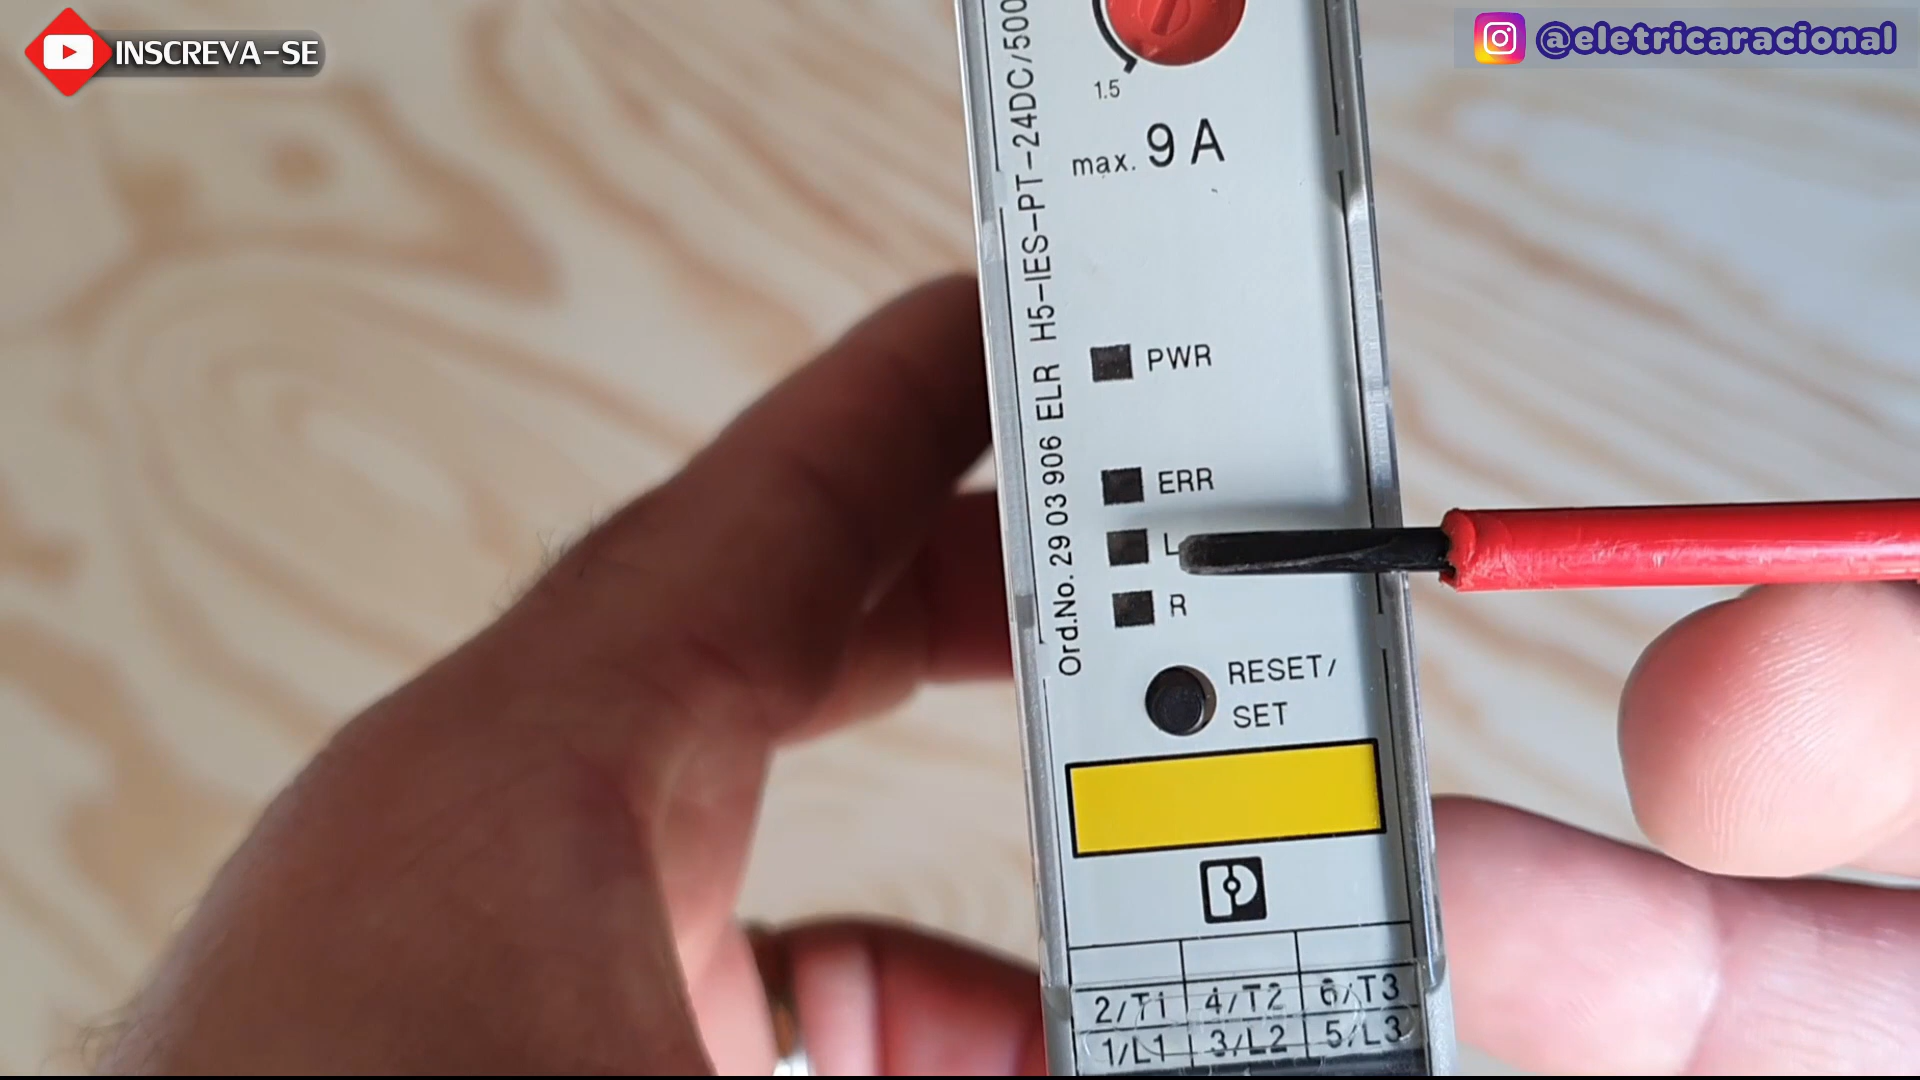 INSCREVA-SE
@eletricaracional
1.5
max. 9 A
Ord.No. 29 03 906 ELR H5-IES-PT-24DC/500
PWR
ERR
L
R
RESET/
SET
2/T1 4/T2 6/T3
1/L1 3/L2 5/L3